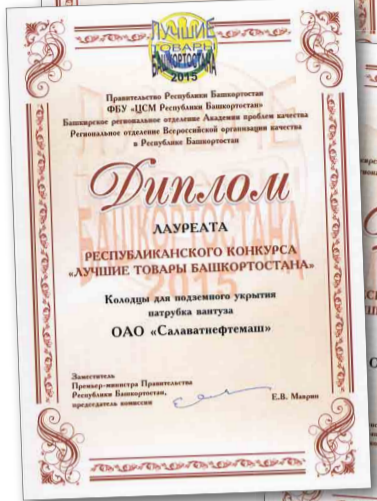 ЛУЧШИЕ
ТОВАРЫ
БАШКОРТОСТАНА
2015
Правительство Республики Башкортостан
ФБУ «ЦСМ Республики Башкортостан»
Башкирское региональное отделение Академии проблем качества
Региональное отделение Всероссийской организации качества
в Республике Башкортостан
Диплом
ЛАУРЕАТА
РЕСПУБЛИКАНСКОГО КОНКУРСА
«ЛУЧШИЕ ТОВАРЫ БАШКОРТОСТАНА»
Колодцы для подземного укрытия
патрубка вантуза
ОАО «Салаватнефтемаш»
Заместитель
Премьер-министра Правительства
Республики Башкортостан,
председатель комиссии
Е.В. Маврин